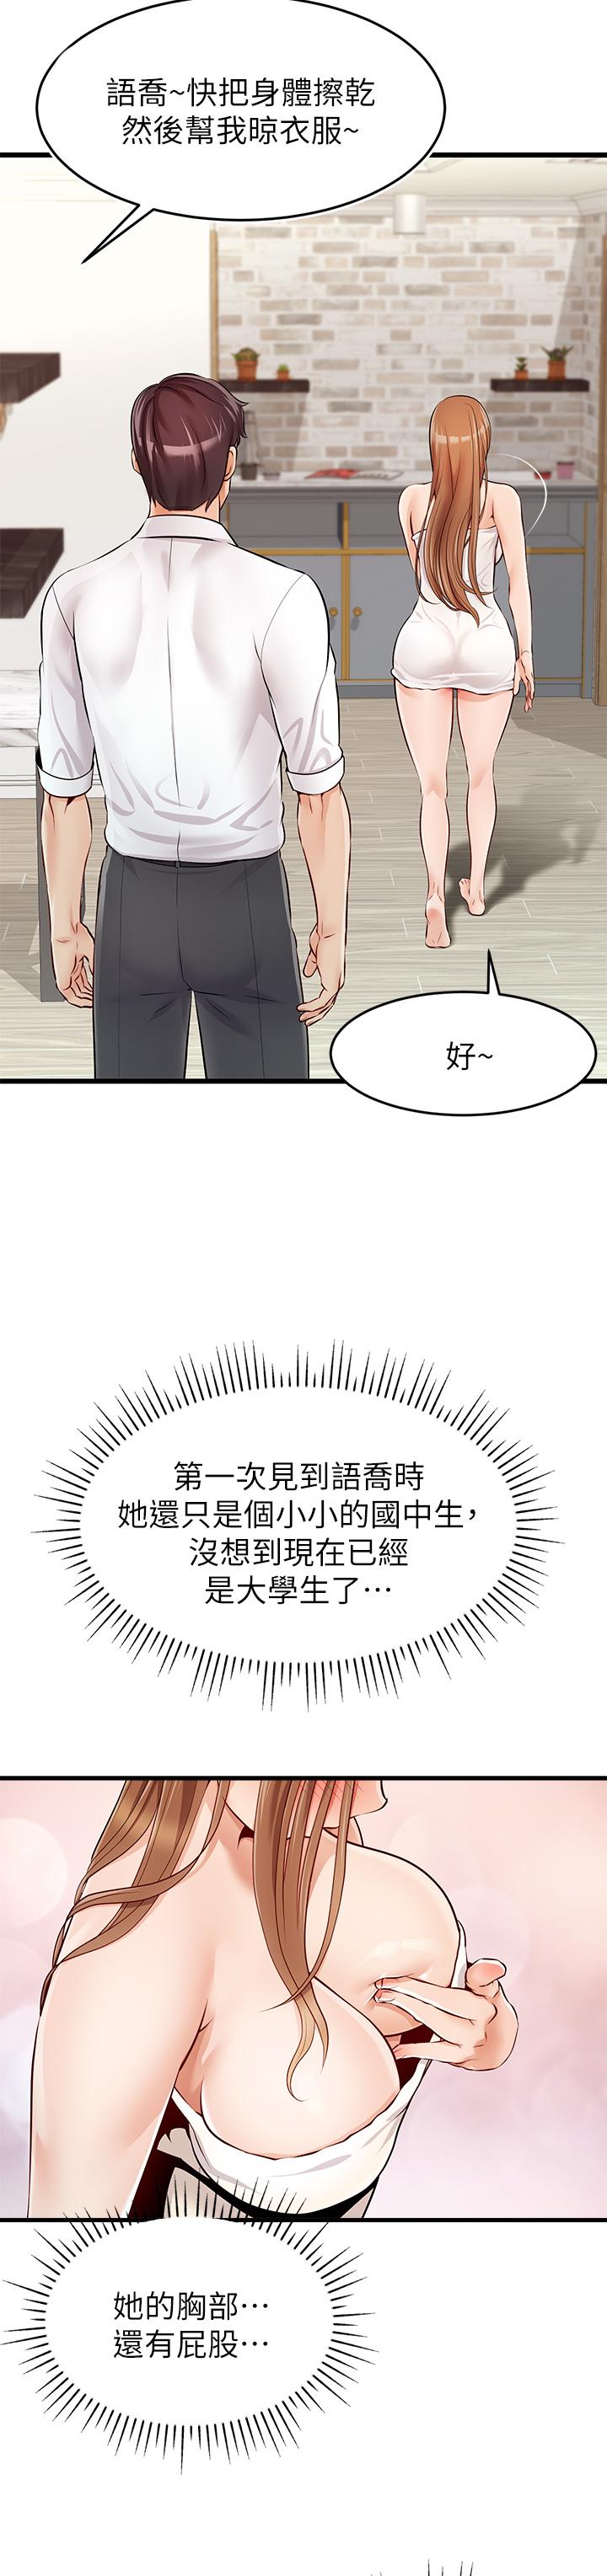 語喬~快把身體擦乾
然後幫我晾衣服~
好~
第一次見到語喬時
她還只是個小小的國中生,
沒想到現在已經
是大學生了…
她的胸部…
還有屁股…